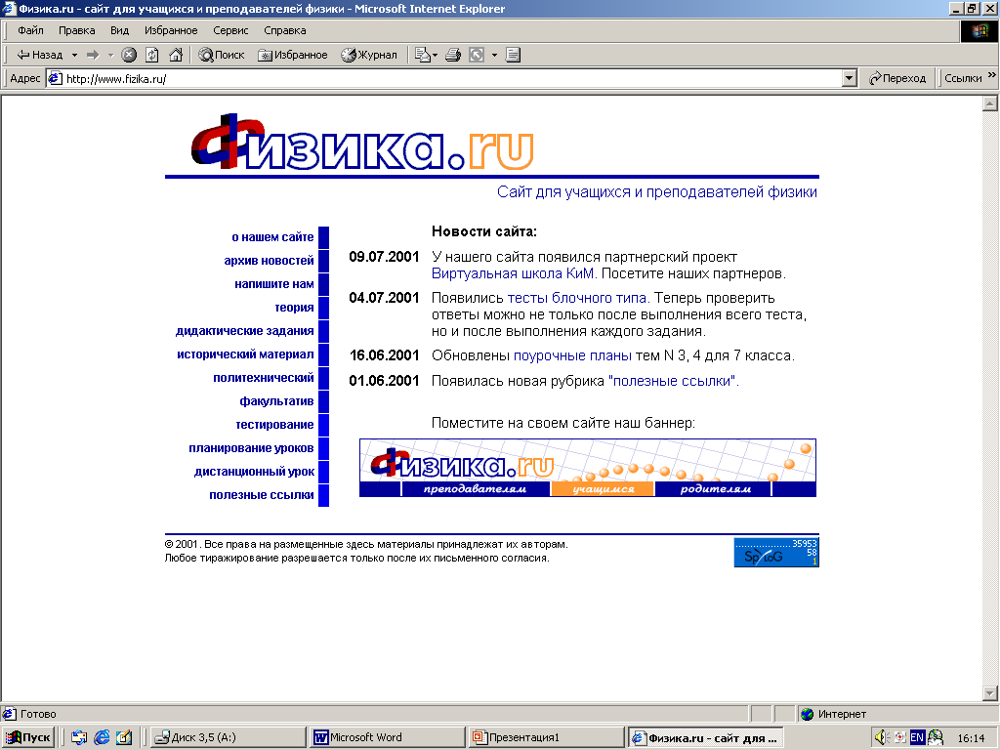 Физика.ru - сайт для учащихся и преподавателей физики - Microsoft Internet Explorer
Файл Правка Вид Избранное Сервис Справка
Назад Поиск Избранное Журнал
Адрес http://www.fizika.ru/ Переход Ссылки »
Физика.ru
Сайт для учащихся и преподавателей физики
о нашем сайте
архив новостей
напишите нам
теория
дидактические задания
исторический материал
политехнический
факультатив
тестирование
планирование уроков
дистанционный урок
полезные ссылки
Новости сайта:
09.07.2001 У нашего сайта появился партнерский проект
Виртуальная школа КиМ. Посетите наших партнеров.
04.07.2001 Появились тесты блочного типа. Теперь проверить
ответы можно не только после выполнения всего теста,
но и после выполнения каждого задания.
16.06.2001 Обновлены поурочные планы тем N 3, 4 для 7 класса.
01.06.2001 Появилась новая рубрика "полезные ссылки".
Поместите на своем сайте наш баннер:
Физика.ru
преподавателям учащимся родителям
© 2001. Все права на размещенные здесь материалы принадлежат их авторам.
Любое тиражирование разрешается только после их письменного согласия.
35953
58
SpyLOG 1
Готово Интернет
Пуск Диск 3,5 (A:) Microsoft Word Презентация1 Физика.ru - сайт для ... EN 16:14